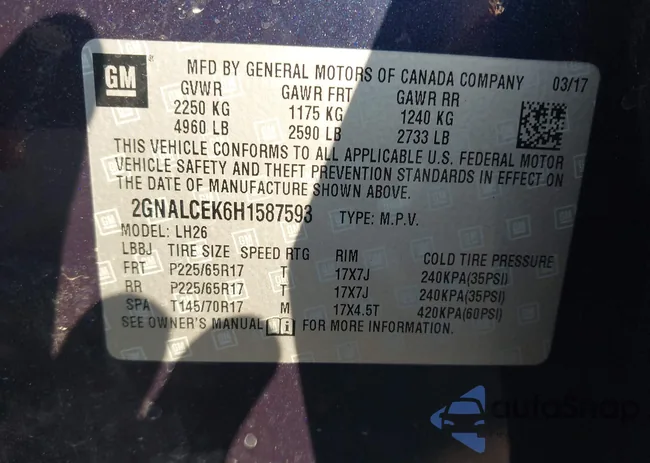 GM MFD BY GENERAL MOTORS OF CANADA COMPANY 03/17
GVWR GAWR FRT GAWR RR
2250 KG 1175 KG 1240 KG
4960 LB 2590 LB 2733 LB
THIS VEHICLE CONFORMS TO ALL APPLICABLE U.S. FEDERAL MOTOR
VEHICLE SAFETY AND THEFT PREVENTION STANDARDS IN EFFECT ON
THE DATE OF MANUFACTURE SHOWN ABOVE.
2GNALCEK6H1587593 TYPE: M.P.V.
MODEL: LH26
LBBJ TIRE SIZE SPEED RTG RIM COLD TIRE PRESSURE
FRT P225/65R17 T 17X7J 240KPA(35PSI)
RR P225/65R17 T 17X7J 240KPA(35PSI)
SPA T145/70R17 M 17X4.5T 420KPA(60PSI)
SEE OWNER'S MANUAL i FOR MORE INFORMATION.
autoShop